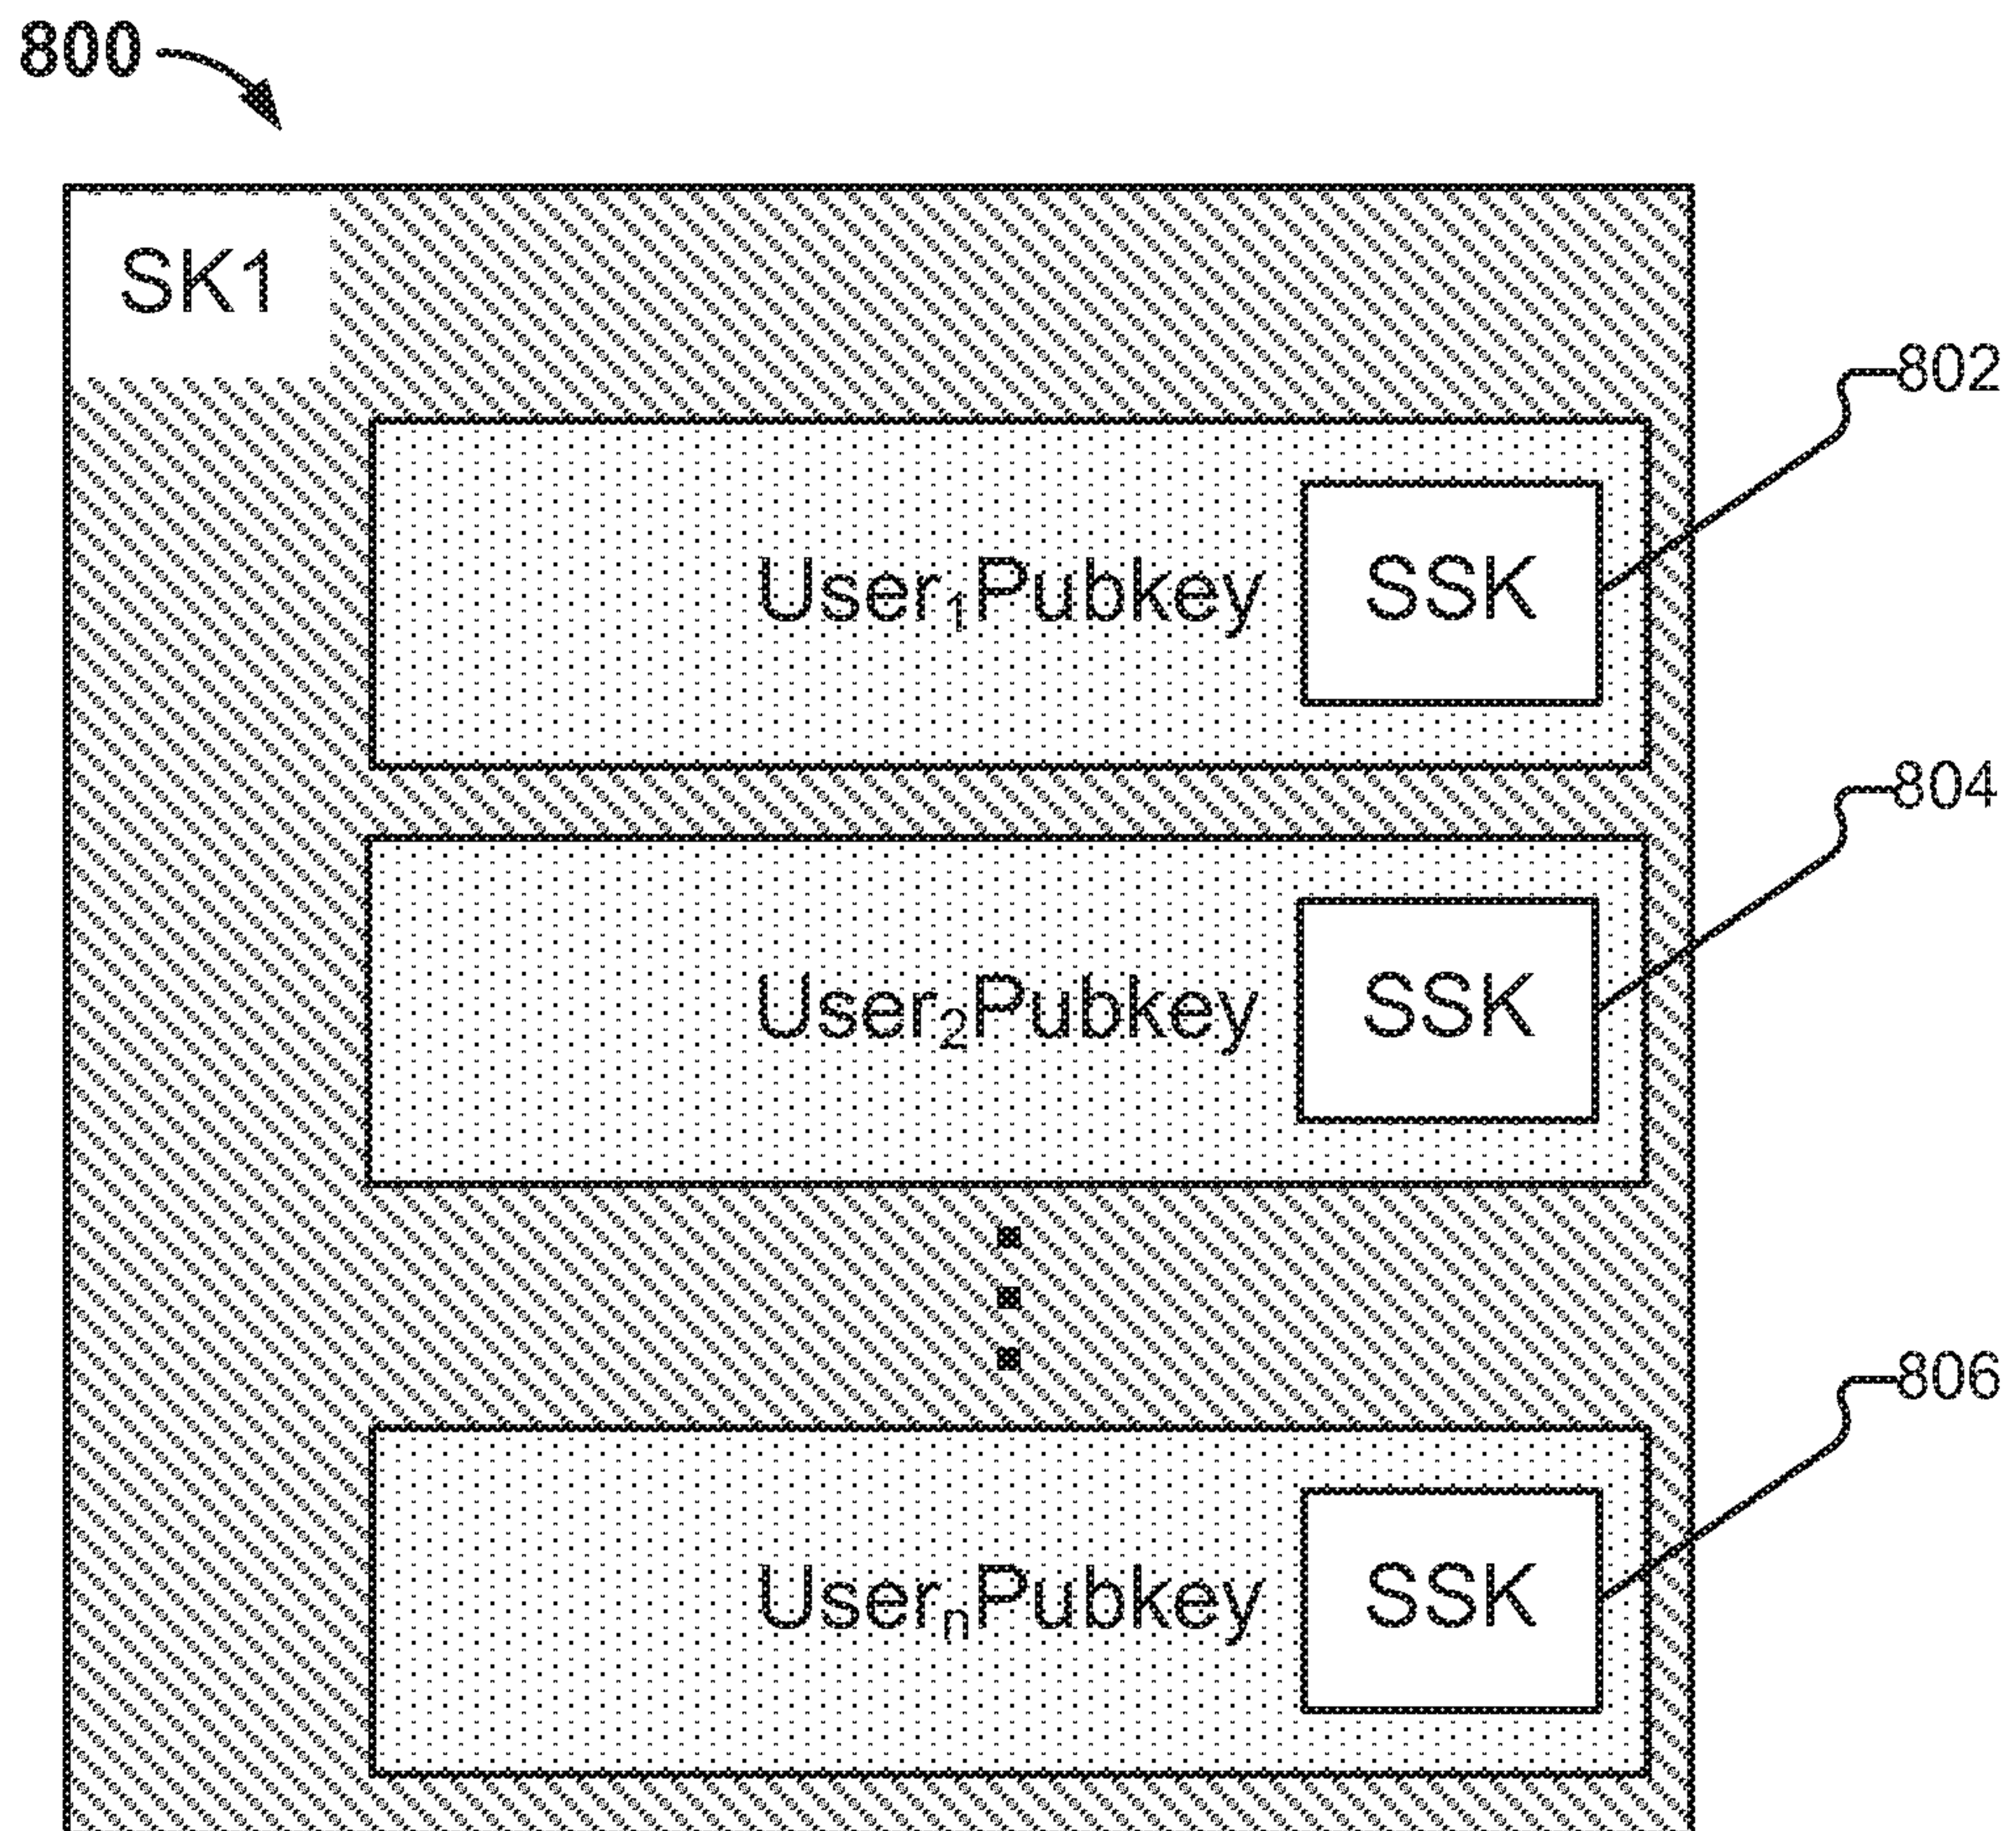 800
SK1
802
User₁Pubkey SSK
804
User₂Pubkey SSK
806
UserₙPubkey SSK